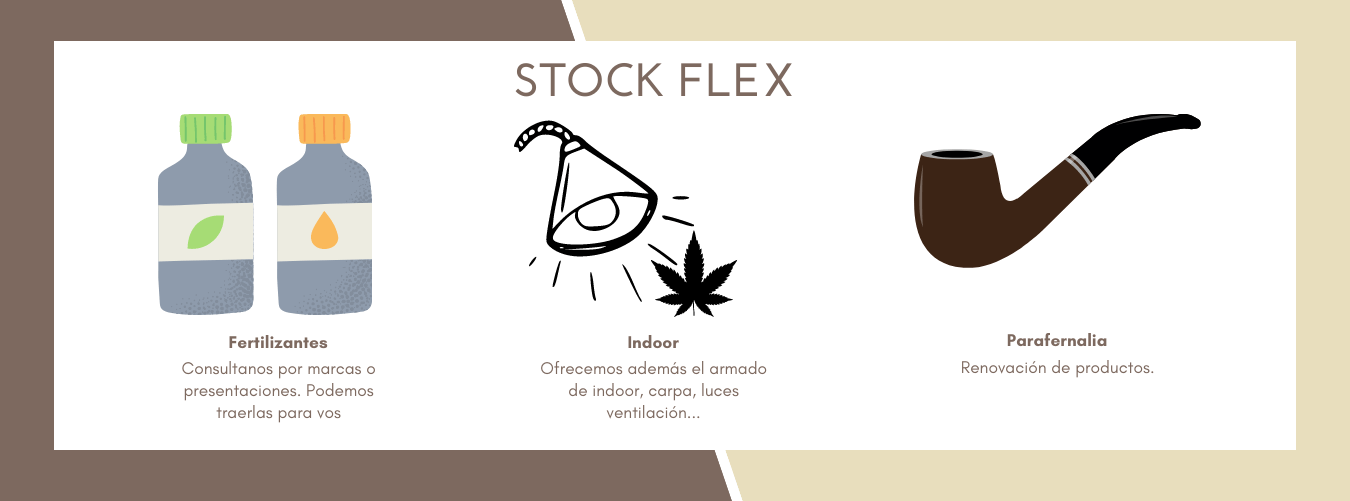 STOCK FLEX
Fertilizantes
Consultanos por marcas o
presentaciones. Podemos
traerlas para vos
Indoor
Ofrecemos además el armado
de indoor, carpa, luces
ventilación...
Parafernalia
Renovación de productos.